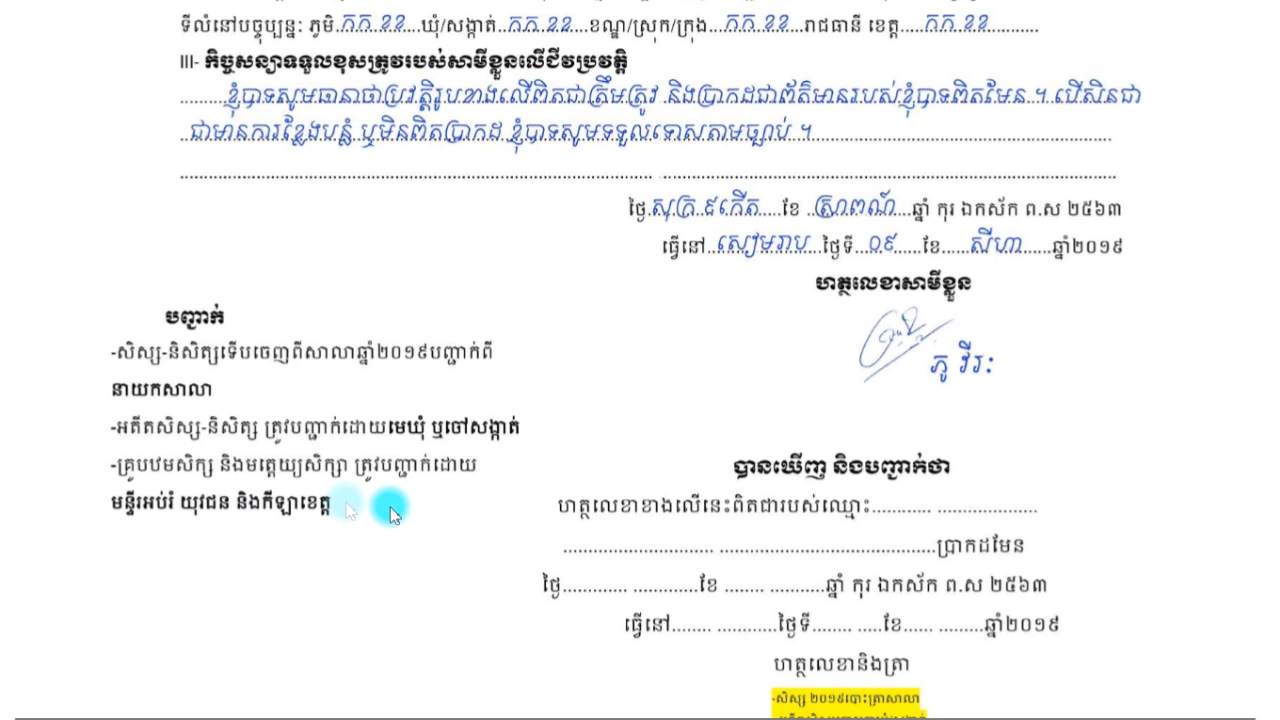 ទីលំនៅបច្ចុប្បន្នៈ ភូមិ.កក.ខខ...ឃុំ/សង្កាត់.កក.ខខ...ខណ្ឌ/ស្រុក/ក្រុង...កក.ខខ...រាជធានី ខេត្ត....កក.ខខ..........
III- កិច្ចសន្យាទទួលខុសត្រូវរបស់សាមីខ្លួនលើជីវប្រវត្តិ
.........ខ្ញុំបាទសូមធានាថាប្រវត្តិរូបខាងលើពិតជាត្រឹមត្រូវ និងប្រាកដជាព័ត៌មានរបស់ខ្ញុំបាទពិតមែន ។ បើសិនជា
ជាមានការខ្លែងបន្លំ ឬមិនពិតប្រាកដ ខ្ញុំបាទសូមទទួលទោសតាមច្បាប់ ។
ថ្ងៃ.សុក្រ ៩កើត.....ខែ ..ស្រាពណ៍...ឆ្នាំ កុរ ឯកស័ក ព.ស ២៥៦៣
ធ្វើនៅ..សៀមរាប..ថ្ងៃទី...០៩......ខែ......សីហា......ឆ្នាំ២០១៩
ហត្ថលេខាសាមីខ្លួន
ភូ វីរៈ
បញ្ជាក់
-សិស្ស-និសិត្សទើបចេញពីសាលាឆ្នាំ២០១៩បញ្ជាក់ពី
នាយកសាលា
-អតីតសិស្ស-និសិត្ស ត្រូវបញ្ជាក់ដោយមេឃុំ ឬចៅសង្កាត់
-គ្រូបឋមសិក្ស និងមត្តេយ្យសិក្សា ត្រូវបញ្ជាក់ដោយ
មន្ទីរអប់រំ យុវជន និងកីឡាខេត្ត
បានឃើញ និងបញ្ជាក់ថា
ហត្ថលេខាខាងលើនេះពិតជារបស់ឈ្មោះ............ ....................
.............................. ...........................................ប្រាកដមែន
ថ្ងៃ............. .............ខែ ........ ...........ឆ្នាំ កុរ ឯកស័ក ព.ស ២៥៦៣
ធ្វើនៅ........ ............ថ្ងៃទី........ .....ខែ...... .........ឆ្នាំ២០១៩
ហត្ថលេខានិងត្រា
-សិស្ស ២០១៩បោះត្រាសាលា